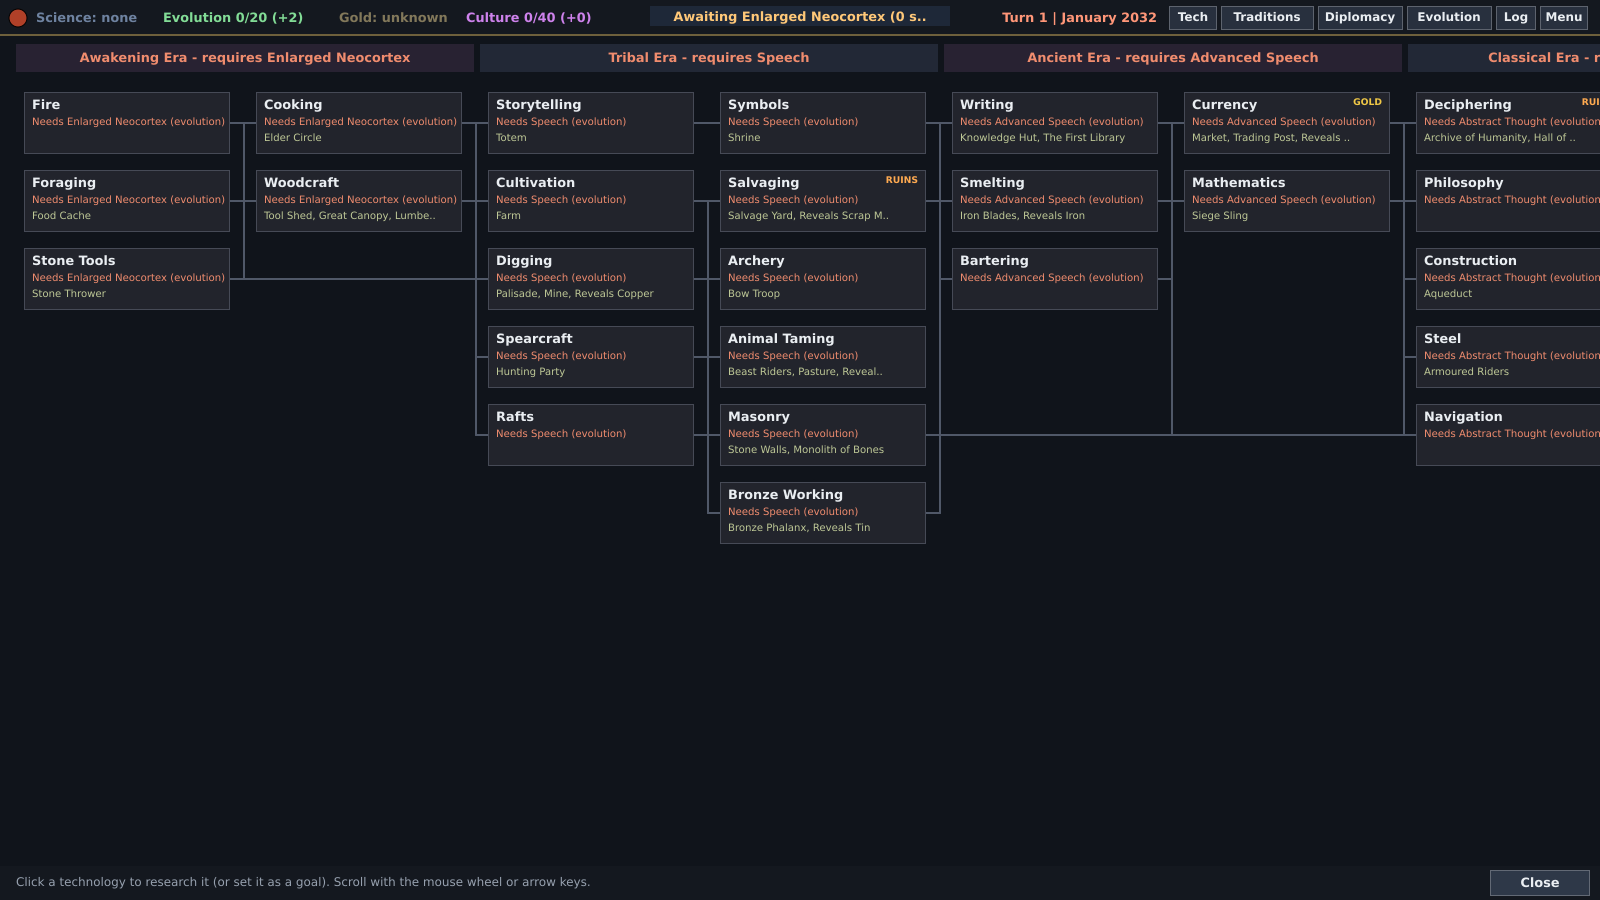 Science: none
Evolution 0/20 (+2)
Gold: unknown
Culture 0/40 (+0)
Awaiting Enlarged Neocortex (0 s..
Turn 1 | January 2032
Tech
Traditions
Diplomacy
Evolution
Log
Menu
Awakening Era - requires Enlarged Neocortex
Tribal Era - requires Speech
Ancient Era - requires Advanced Speech
Classical Era - r
Fire
Needs Enlarged Neocortex (evolution)
Cooking
Needs Enlarged Neocortex (evolution)
Elder Circle
Storytelling
Needs Speech (evolution)
Totem
Symbols
Needs Speech (evolution)
Shrine
Writing
Needs Advanced Speech (evolution)
Knowledge Hut, The First Library
Currency
GOLD
Needs Advanced Speech (evolution)
Market, Trading Post, Reveals ..
Deciphering
RUI
Needs Abstract Thought (evolution
Archive of Humanity, Hall of ..
Foraging
Needs Enlarged Neocortex (evolution)
Food Cache
Woodcraft
Needs Enlarged Neocortex (evolution)
Tool Shed, Great Canopy, Lumbe..
Cultivation
Needs Speech (evolution)
Farm
Salvaging
RUINS
Needs Speech (evolution)
Salvage Yard, Reveals Scrap M..
Smelting
Needs Advanced Speech (evolution)
Iron Blades, Reveals Iron
Mathematics
Needs Advanced Speech (evolution)
Siege Sling
Philosophy
Needs Abstract Thought (evolution
Stone Tools
Needs Enlarged Neocortex (evolution)
Stone Thrower
Digging
Needs Speech (evolution)
Palisade, Mine, Reveals Copper
Archery
Needs Speech (evolution)
Bow Troop
Bartering
Needs Advanced Speech (evolution)
Construction
Needs Abstract Thought (evolution
Aqueduct
Spearcraft
Needs Speech (evolution)
Hunting Party
Animal Taming
Needs Speech (evolution)
Beast Riders, Pasture, Reveal..
Steel
Needs Abstract Thought (evolution
Armoured Riders
Rafts
Needs Speech (evolution)
Masonry
Needs Speech (evolution)
Stone Walls, Monolith of Bones
Navigation
Needs Abstract Thought (evolution
Bronze Working
Needs Speech (evolution)
Bronze Phalanx, Reveals Tin
Click a technology to research it (or set it as a goal). Scroll with the mouse wheel or arrow keys.
Close